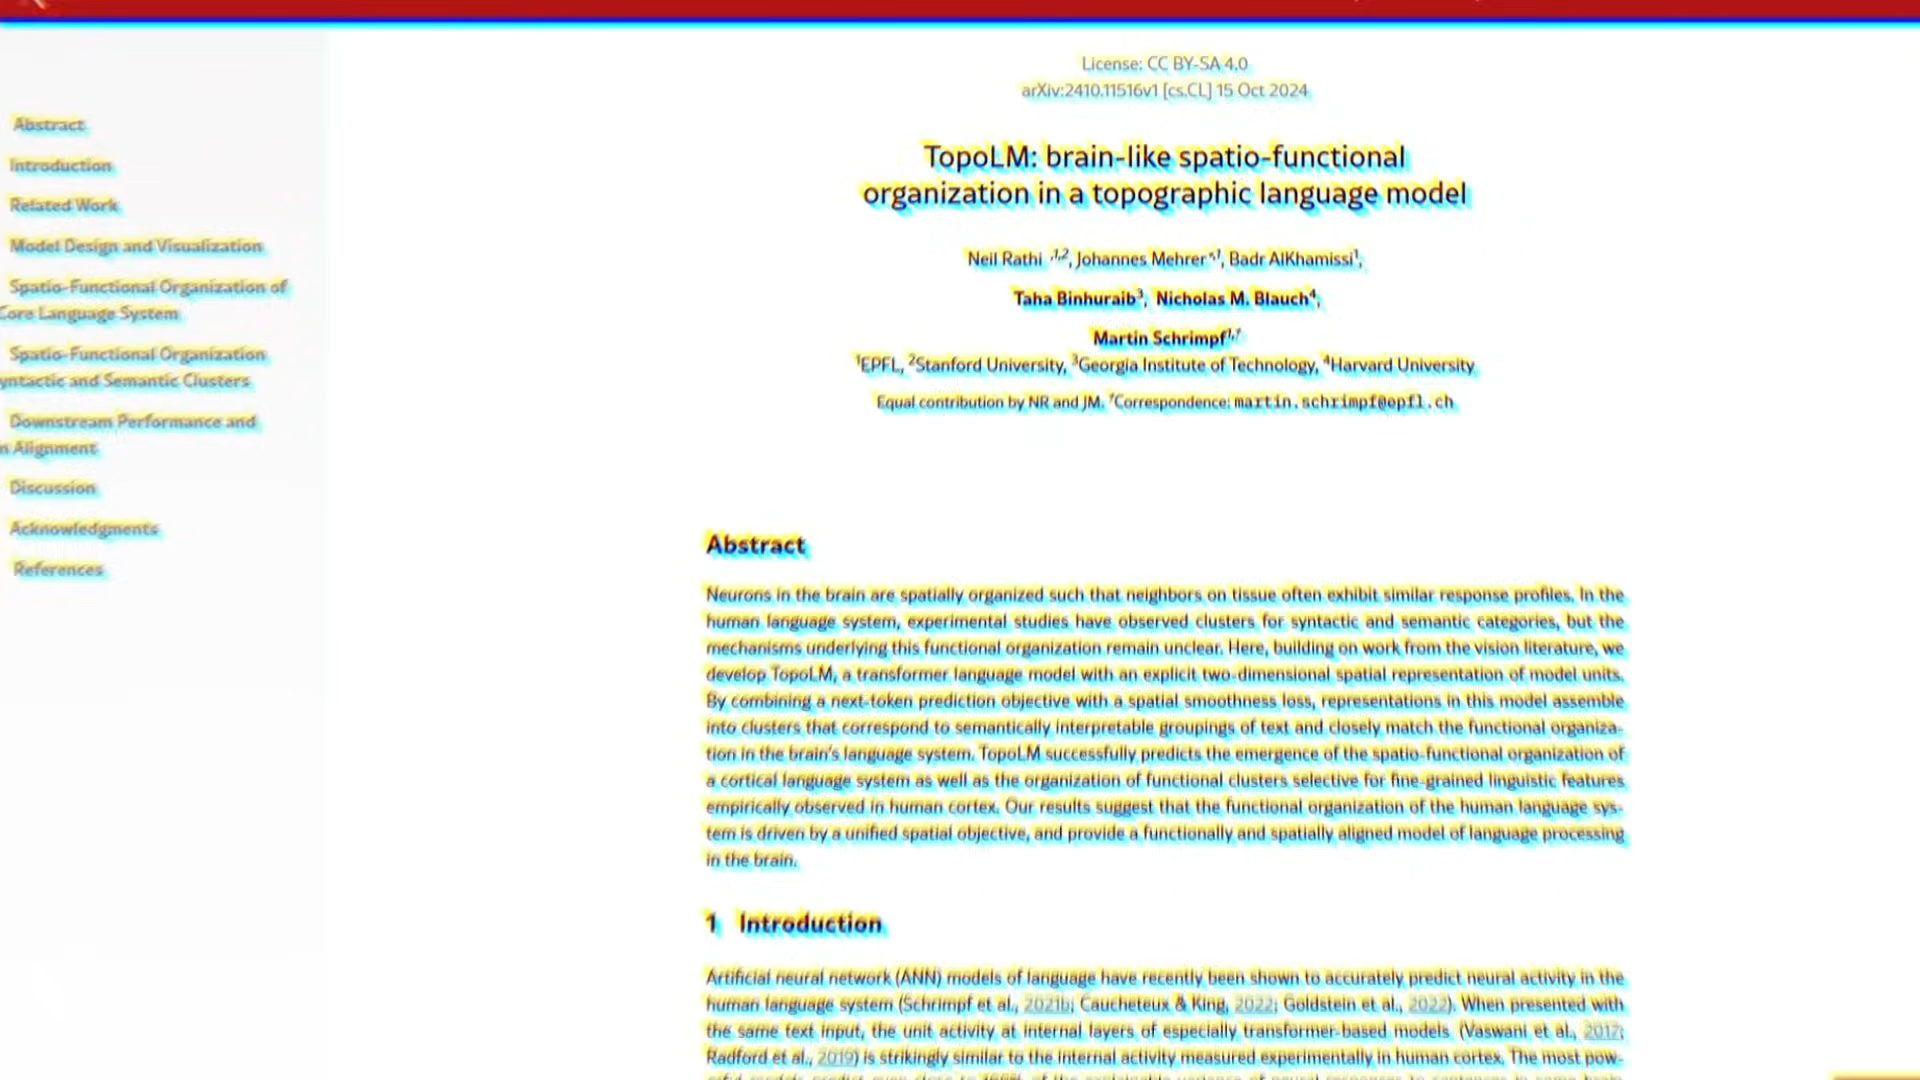 License: CC BY-SA 4.0
arXiv:2410.11516v1 [cs.CL] 15 Oct 2024
Abstract
Introduction
Related Work
Model Design and Visualization
Spatio-Functional Organization of
Core Language System
Spatio-Functional Organization
yntactic and Semantic Clusters
Downstream Performance and
n Alignment
Discussion
Acknowledgments
References
TopoLM: brain-like spatio-functional
organization in a topographic language model
Neil Rathi *,1,2, Johannes Mehrer*,1, Badr AlKhamissi1,
Taha Binhuraib3, Nicholas M. Blauch4,
Martin Schrimpf1,†
1EPFL, 2Stanford University, 3Georgia Institute of Technology, 4Harvard University
Equal contribution by NR and JM. †Correspondence: martin.schrimpf@epfl.ch
Abstract
Neurons in the brain are spatially organized such that neighbors on tissue often exhibit similar response profiles. In the
human language system, experimental studies have observed clusters for syntactic and semantic categories, but the
mechanisms underlying this functional organization remain unclear. Here, building on work from the vision literature, we
develop TopoLM, a transformer language model with an explicit two-dimensional spatial representation of model units.
By combining a next-token prediction objective with a spatial smoothness loss, representations in this model assemble
into clusters that correspond to semantically interpretable groupings of text and closely match the functional organiza-
tion in the brain's language system. TopoLM successfully predicts the emergence of the spatio-functional organization of
a cortical language system as well as the organization of functional clusters selective for fine-grained linguistic features
empirically observed in human cortex. Our results suggest that the functional organization of the human language sys-
tem is driven by a unified spatial objective, and provide a functionally and spatially aligned model of language processing
in the brain.
1 Introduction
Artificial neural network (ANN) models of language have recently been shown to accurately predict neural activity in the
human language system (Schrimpf et al., 2021b; Caucheteux & King, 2022; Goldstein et al., 2022). When presented with
the same text input, the unit activity at internal layers of especially transformer-based models (Vaswani et al., 2017;
Radford et al., 2019) is strikingly similar to the internal activity measured experimentally in human cortex. The most pow-